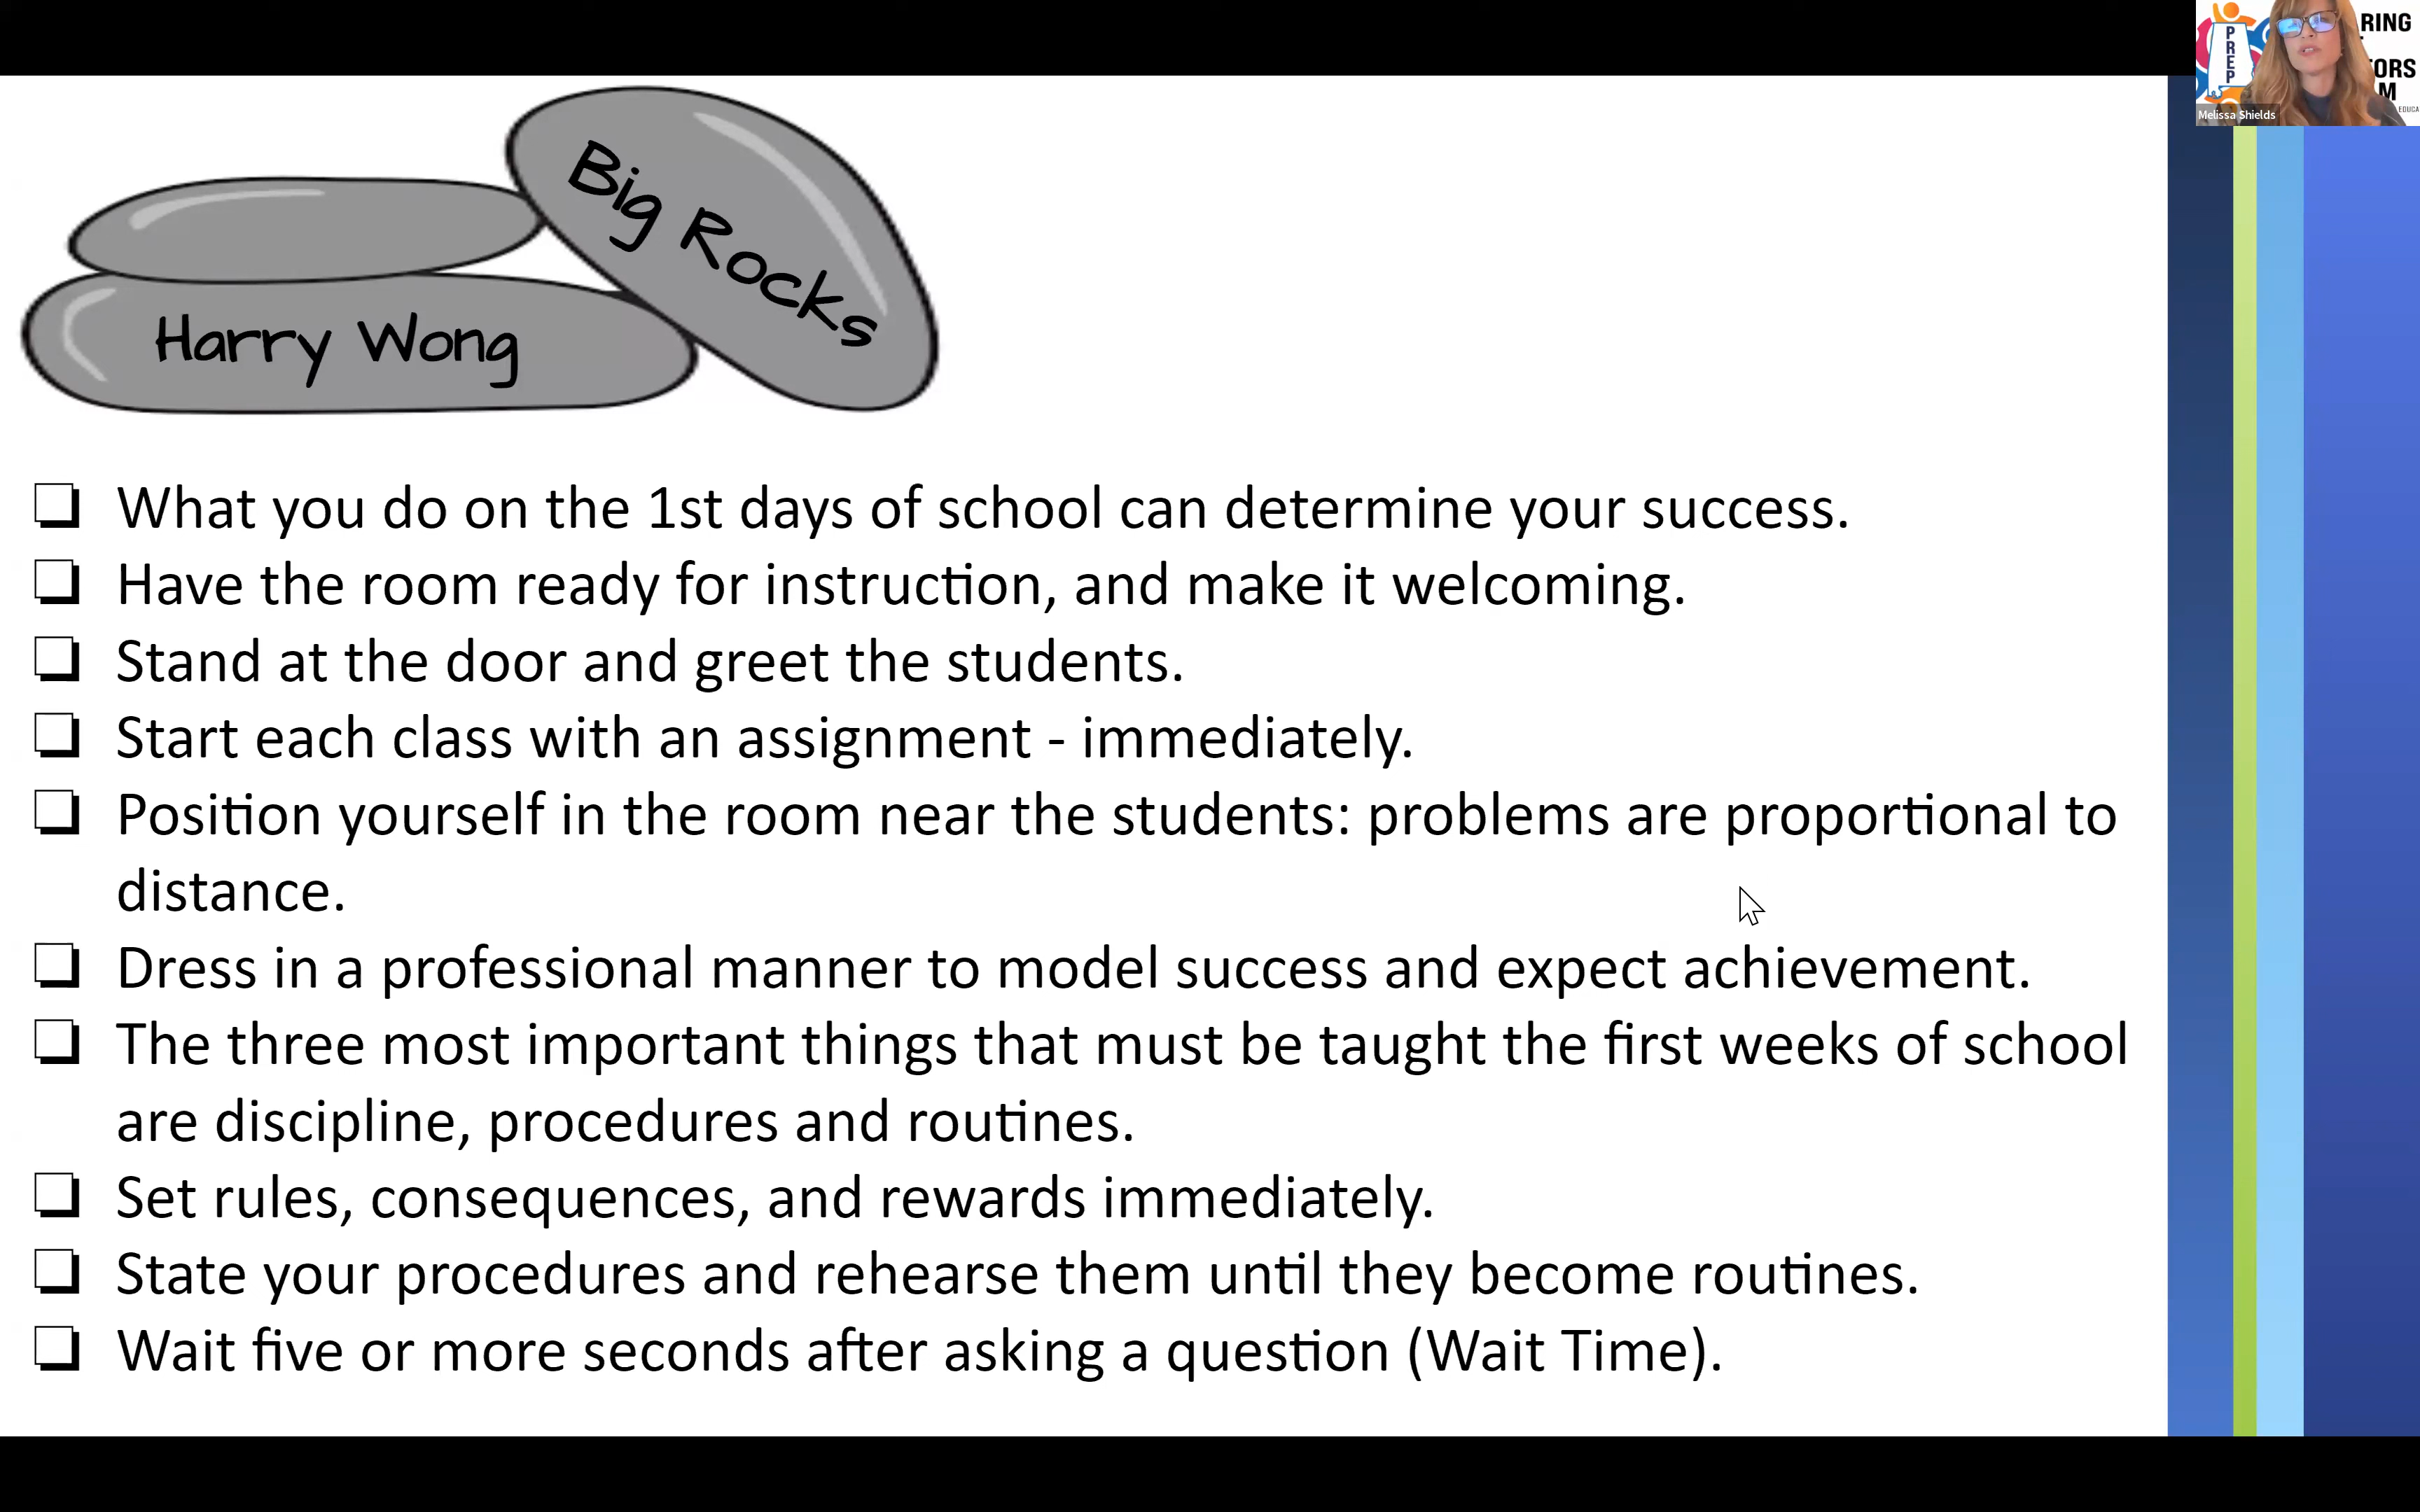 Big Rocks
Harry Wong
What you do on the 1st days of school can determine your success.
Have the room ready for instruction, and make it welcoming.
Stand at the door and greet the students.
Start each class with an assignment - immediately.
Position yourself in the room near the students: problems are proportional to
distance.
Dress in a professional manner to model success and expect achievement.
The three most important things that must be taught the first weeks of school
are discipline, procedures and routines.
Set rules, consequences, and rewards immediately.
State your procedures and rehearse them until they become routines.
Wait five or more seconds after asking a question (Wait Time).
PREP
RING
TORS
M
EDUCA
Melissa Shields